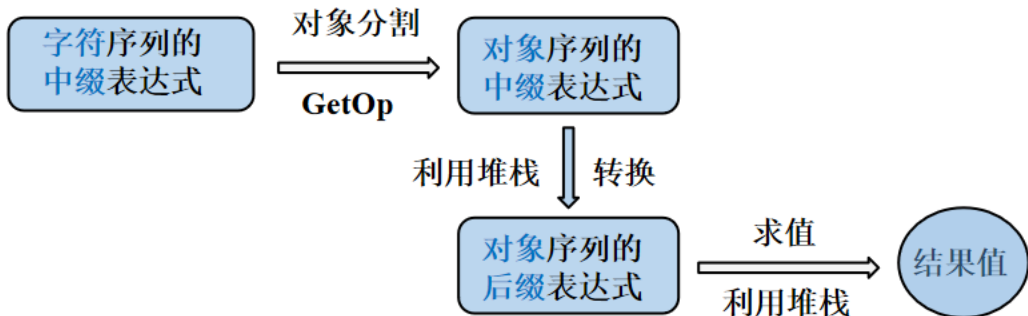 字符序列的
中缀表达式
对象分割
GetOp
对象序列的
中缀表达式
利用堆栈
转换
对象序列的
后缀表达式
求值
利用堆栈
结果值